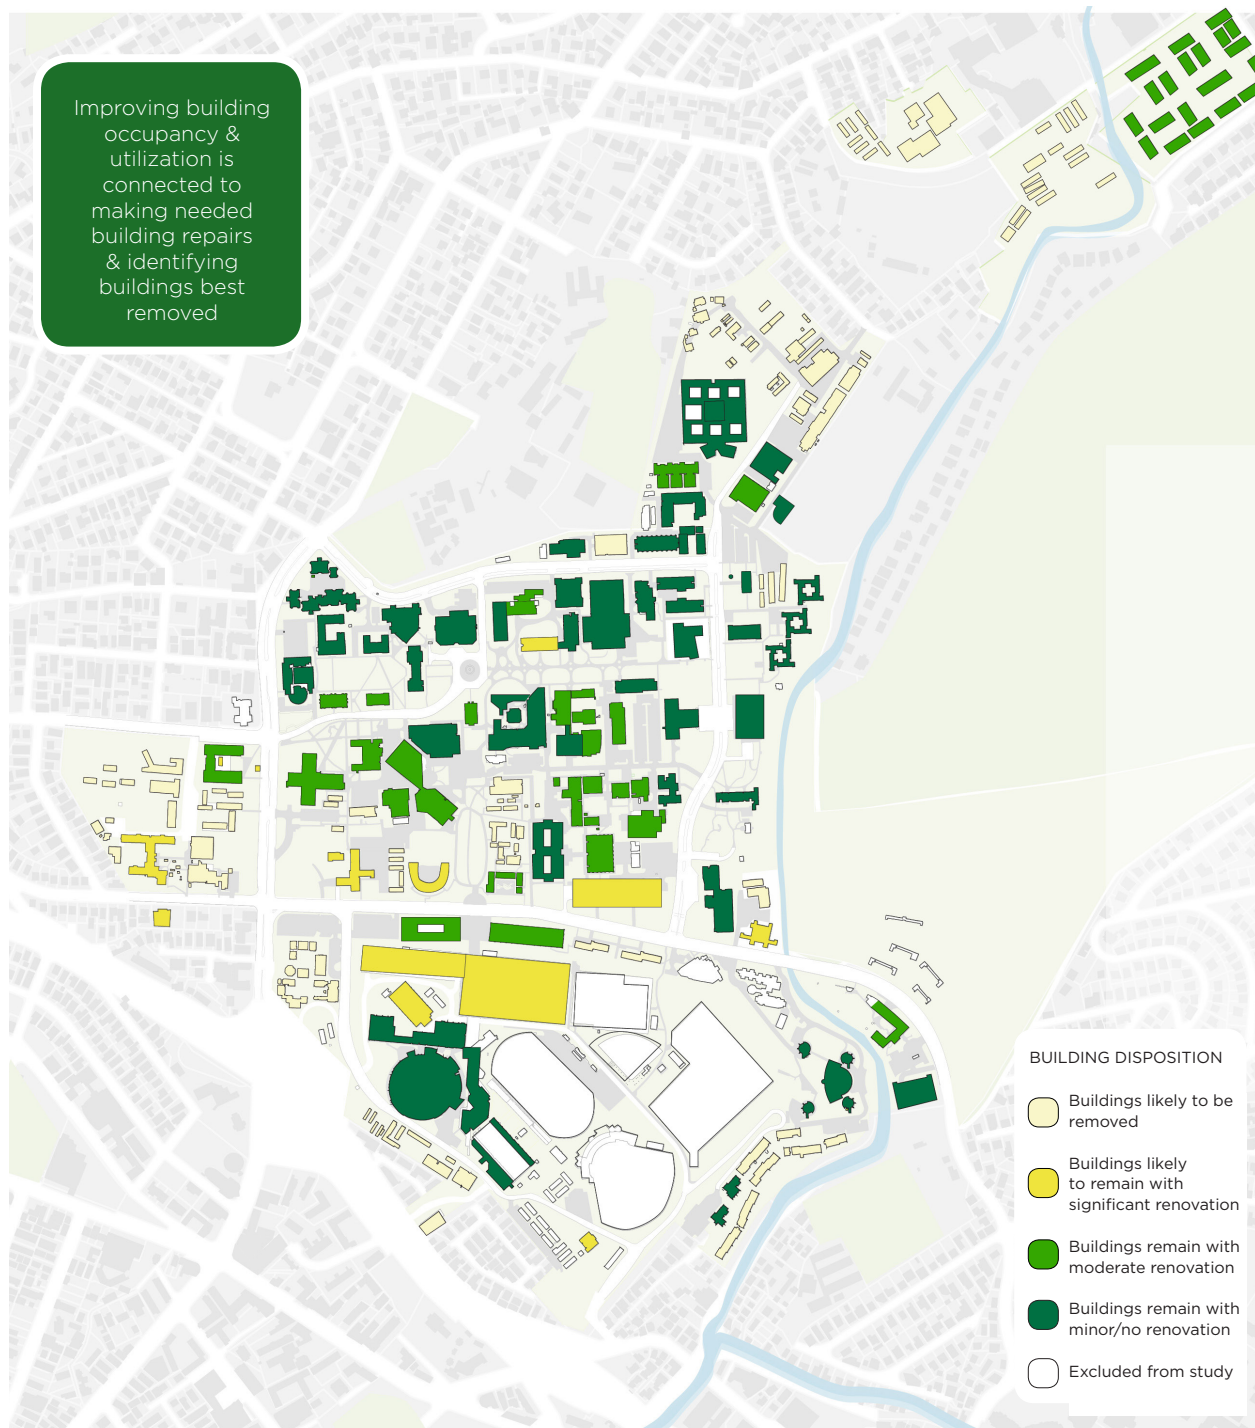 Improving building
occupancy &
utilization is
connected to
making needed
building repairs
& identifying
buildings best
removed
BUILDING DISPOSITION
Buildings likely to be
removed
Buildings likely
to remain with
significant renovation
Buildings remain with
moderate renovation
Buildings remain with
minor/no renovation
Excluded from study